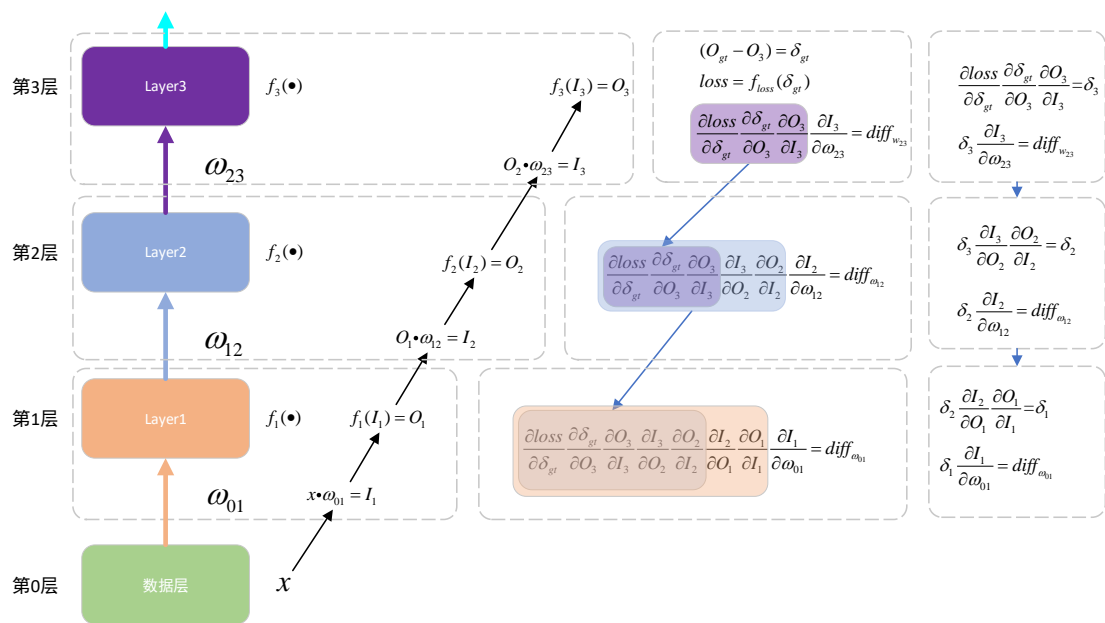 第3层
Layer3
f₃(•)
ω₂₃
f₃(I₃) = O₃
O₂•ω₂₃ = I₃
(O_gt − O₃) = δ_gt
loss = f_loss(δ_gt)
∂loss/∂δ_gt ∂δ_gt/∂O₃ ∂O₃/∂I₃ ∂I₃/∂ω₂₃ = diff_w₂₃
∂loss/∂δ_gt ∂δ_gt/∂O₃ ∂O₃/∂I₃ = δ₃
δ₃ ∂I₃/∂ω₂₃ = diff_w₂₃
第2层
Layer2
f₂(•)
ω₁₂
f₂(I₂) = O₂
O₁•ω₁₂ = I₂
∂loss/∂δ_gt ∂δ_gt/∂O₃ ∂O₃/∂I₃ ∂I₃/∂O₂ ∂O₂/∂I₂ ∂I₂/∂ω₁₂ = diff_ω₁₂
δ₃ ∂I₃/∂O₂ ∂O₂/∂I₂ = δ₂
δ₂ ∂I₂/∂ω₁₂ = diff_ω₁₂
第1层
Layer1
f₁(•)
ω₀₁
f₁(I₁) = O₁
x•ω₀₁ = I₁
∂loss/∂δ_gt ∂δ_gt/∂O₃ ∂O₃/∂I₃ ∂I₃/∂O₂ ∂O₂/∂I₂ ∂I₂/∂O₁ ∂O₁/∂I₁ ∂I₁/∂ω₀₁ = diff_ω₀₁
δ₂ ∂I₂/∂O₁ ∂O₁/∂I₁ = δ₁
δ₁ ∂I₁/∂ω₀₁ = diff_ω₀₁
第0层
数据层
x